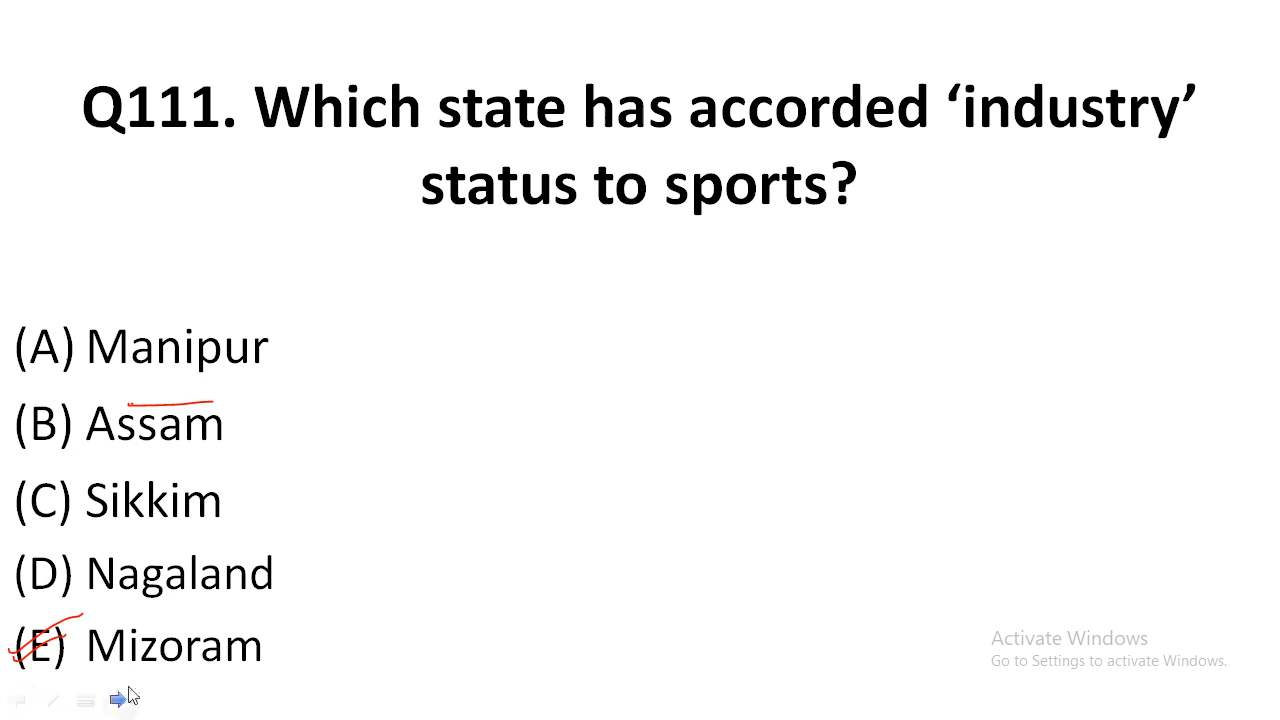 Q111. Which state has accorded ‘industry’
status to sports?
(A) Manipur
(B) Assam
(C) Sikkim
(D) Nagaland
(E) Mizoram
Activate Windows
Go to Settings to activate Windows.